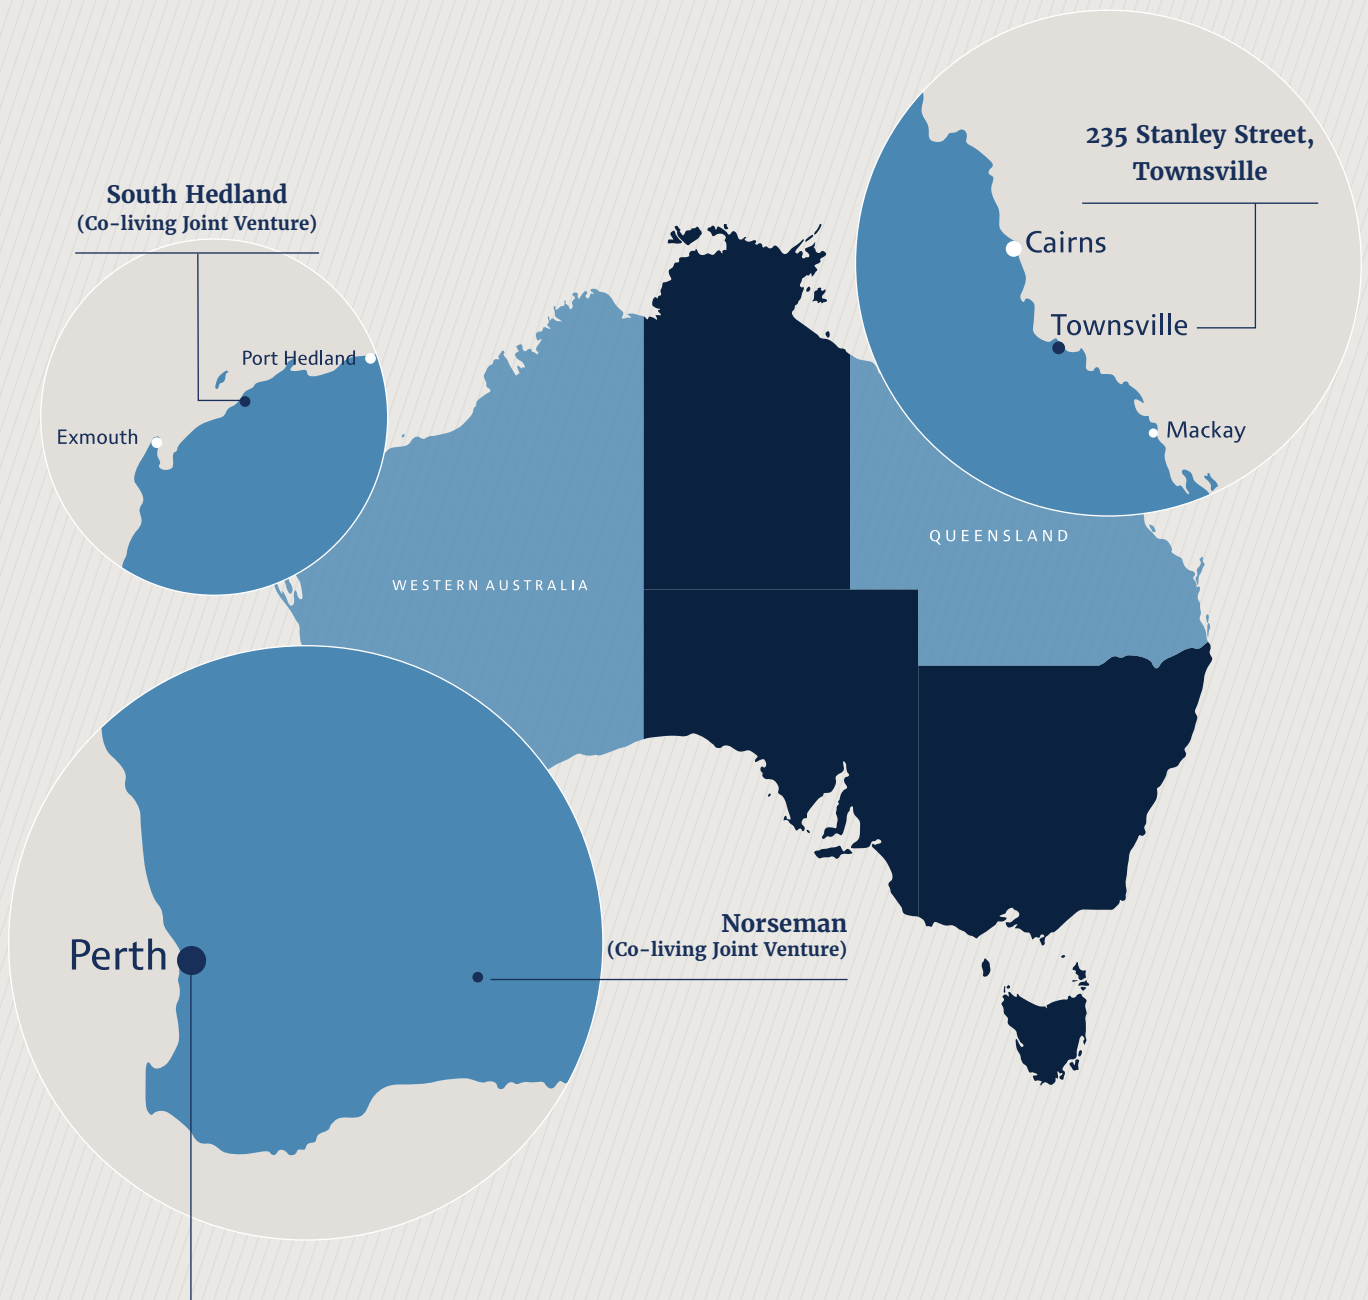 235 Stanley Street,
Townsville
South Hedland
(Co-living Joint Venture)
Cairns
Townsville
Port Hedland
Exmouth
Mackay
QUEENSLAND
WESTERN AUSTRALIA
Norseman
(Co-living Joint Venture)
Perth